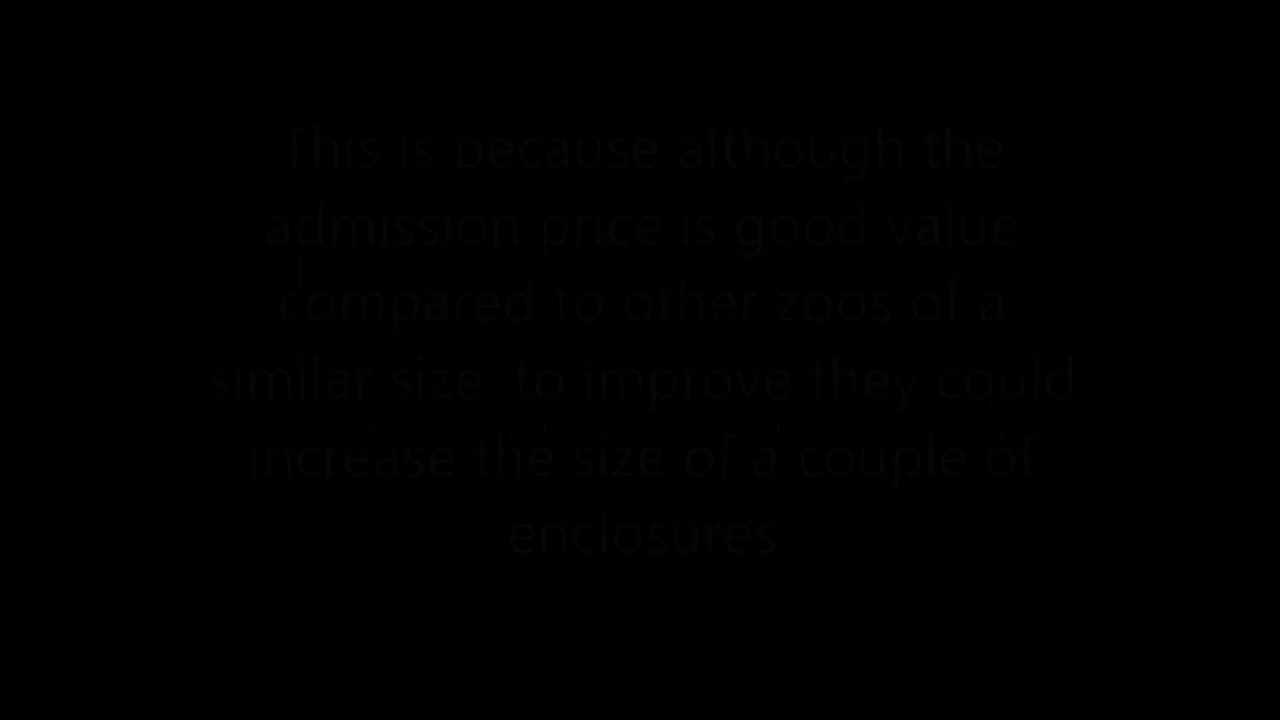 This is because although the
admission price is good value
compared to other zoos of a
similar size, to improve they could
increase the size of a couple of
enclosures